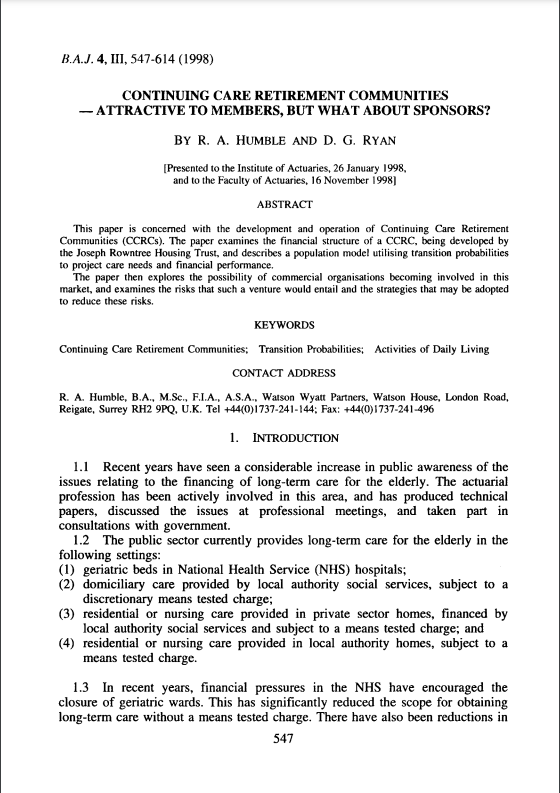 B.A.J. 4, III, 547-614 (1998)
CONTINUING CARE RETIREMENT COMMUNITIES
— ATTRACTIVE TO MEMBERS, BUT WHAT ABOUT SPONSORS?
BY R. A. HUMBLE AND D. G. RYAN
[Presented to the Institute of Actuaries, 26 January 1998,
and to the Faculty of Actuaries, 16 November 1998]
ABSTRACT
This paper is concerned with the development and operation of Continuing Care Retirement
Communities (CCRCs). The paper examines the financial structure of a CCRC, being developed by
the Joseph Rowntree Housing Trust, and describes a population model utilising transition probabilities
to project care needs and financial performance.
The paper then explores the possibility of commercial organisations becoming involved in this
market, and examines the risks that such a venture would entail and the strategies that may be adopted
to reduce these risks.
KEYWORDS
Continuing Care Retirement Communities; Transition Probabilities; Activities of Daily Living
CONTACT ADDRESS
R. A. Humble, B.A., M.Sc., F.I.A., A.S.A., Watson Wyatt Partners, Watson House, London Road,
Reigate, Surrey RH2 9PQ, U.K. Tel +44(0)1737-241-144; Fax: +44(0)1737-241-496
1. INTRODUCTION
1.1 Recent years have seen a considerable increase in public awareness of the
issues relating to the financing of long-term care for the elderly. The actuarial
profession has been actively involved in this area, and has produced technical
papers, discussed the issues at professional meetings, and taken part in
consultations with government.
1.2 The public sector currently provides long-term care for the elderly in the
following settings:
(1) geriatric beds in National Health Service (NHS) hospitals;
(2) domiciliary care provided by local authority social services, subject to a
discretionary means tested charge;
(3) residential or nursing care provided in private sector homes, financed by
local authority social services and subject to a means tested charge; and
(4) residential or nursing care provided in local authority homes, subject to a
means tested charge.
1.3 In recent years, financial pressures in the NHS have encouraged the
closure of geriatric wards. This has significantly reduced the scope for obtaining
long-term care without a means tested charge. There have also been reductions in
547